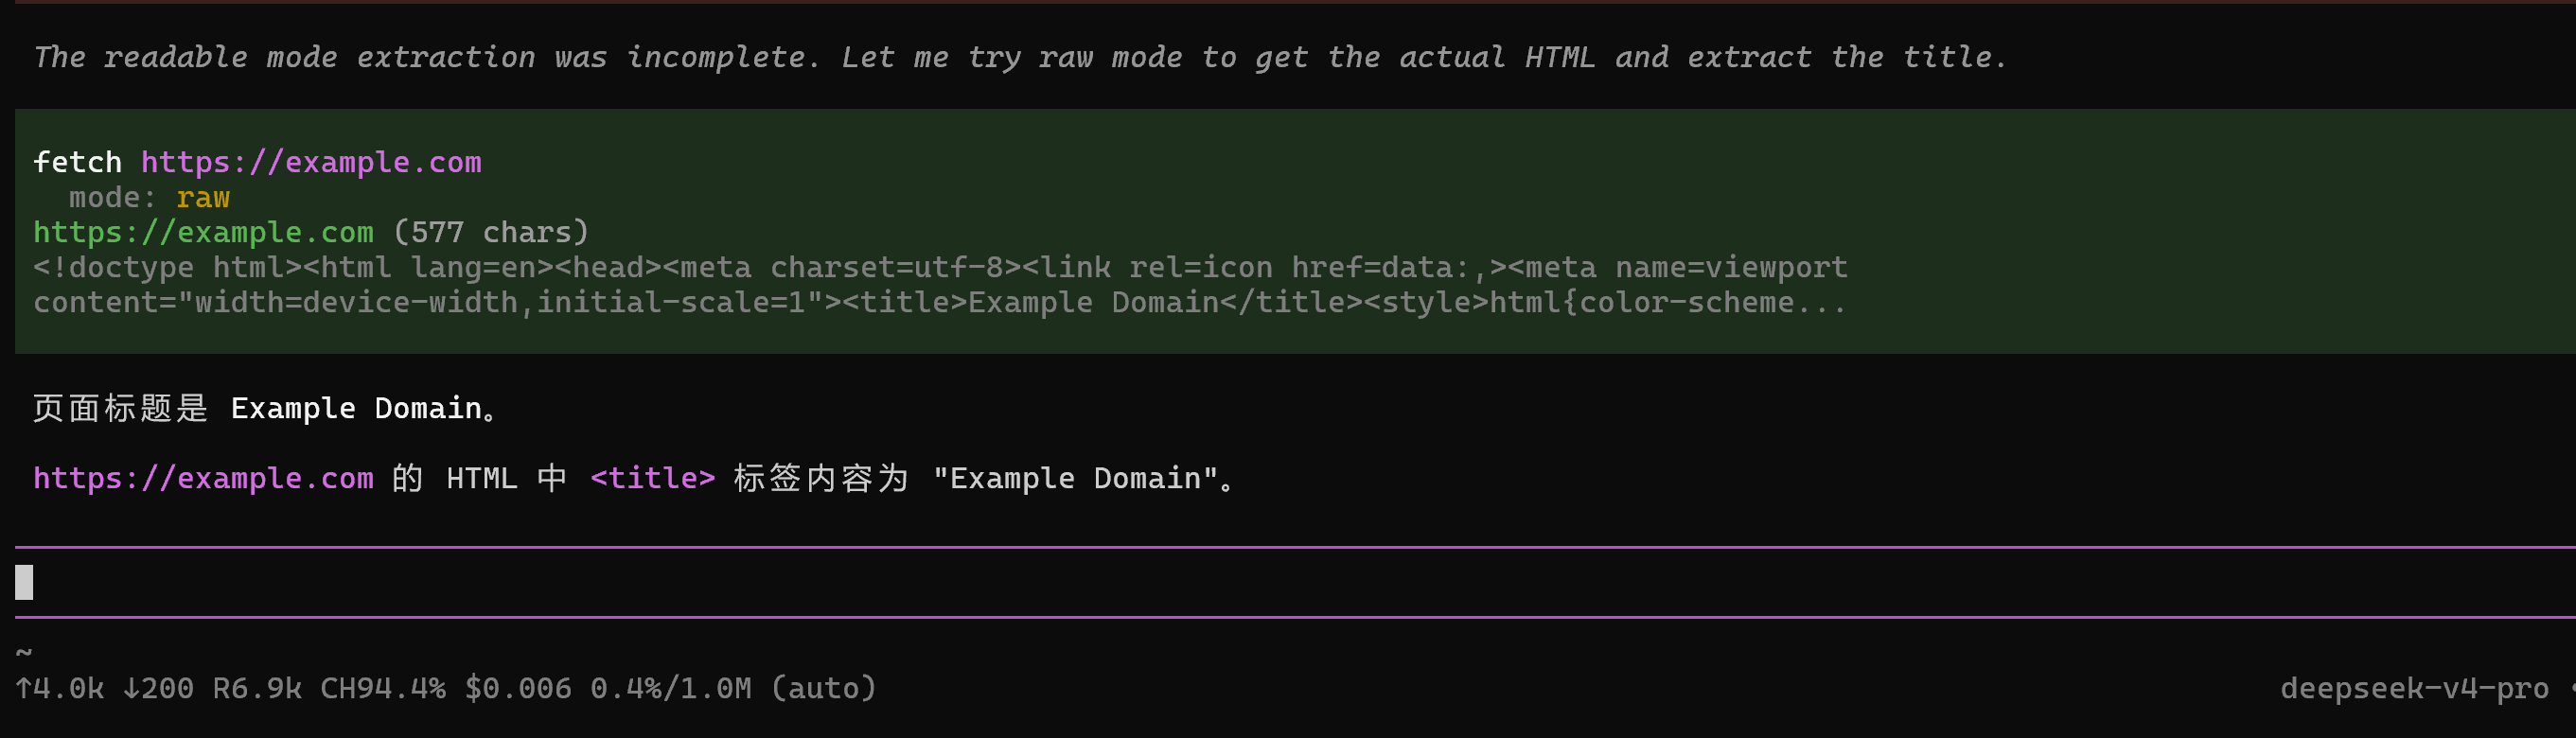 The readable mode extraction was incomplete. Let me try raw mode to get the actual HTML and extract the title.
fetch https://example.com
mode: raw
https://example.com (577 chars)
<!doctype html><html lang=en><head><meta charset=utf-8><link rel=icon href=data:,><meta name=viewport
content="width=device-width,initial-scale=1"><title>Example Domain</title><style>html{color-scheme...
页面标题是 Example Domain。
https://example.com 的 HTML 中 <title> 标签内容为 "Example Domain"。
~
↑4.0k ↓200 R6.9k CH94.4% $0.006 0.4%/1.0M (auto) deepseek-v4-pro